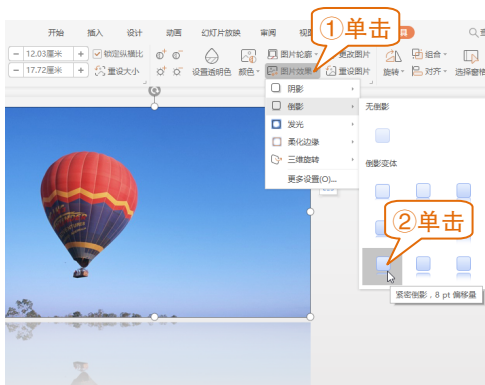 开始 插入 设计 动画 幻灯片放映 审阅
①单击
12.03厘米 锁定纵横比 图片轮廓 更改图片 组合
17.72厘米 重设大小 设置透明色 颜色 图片效果 重设图片 旋转 对齐 选择窗格
阴影
倒影
发光
柔化边缘
三维旋转
更多设置(O)...
无倒影
倒影变体
②单击
紧密倒影，8 pt 偏移量